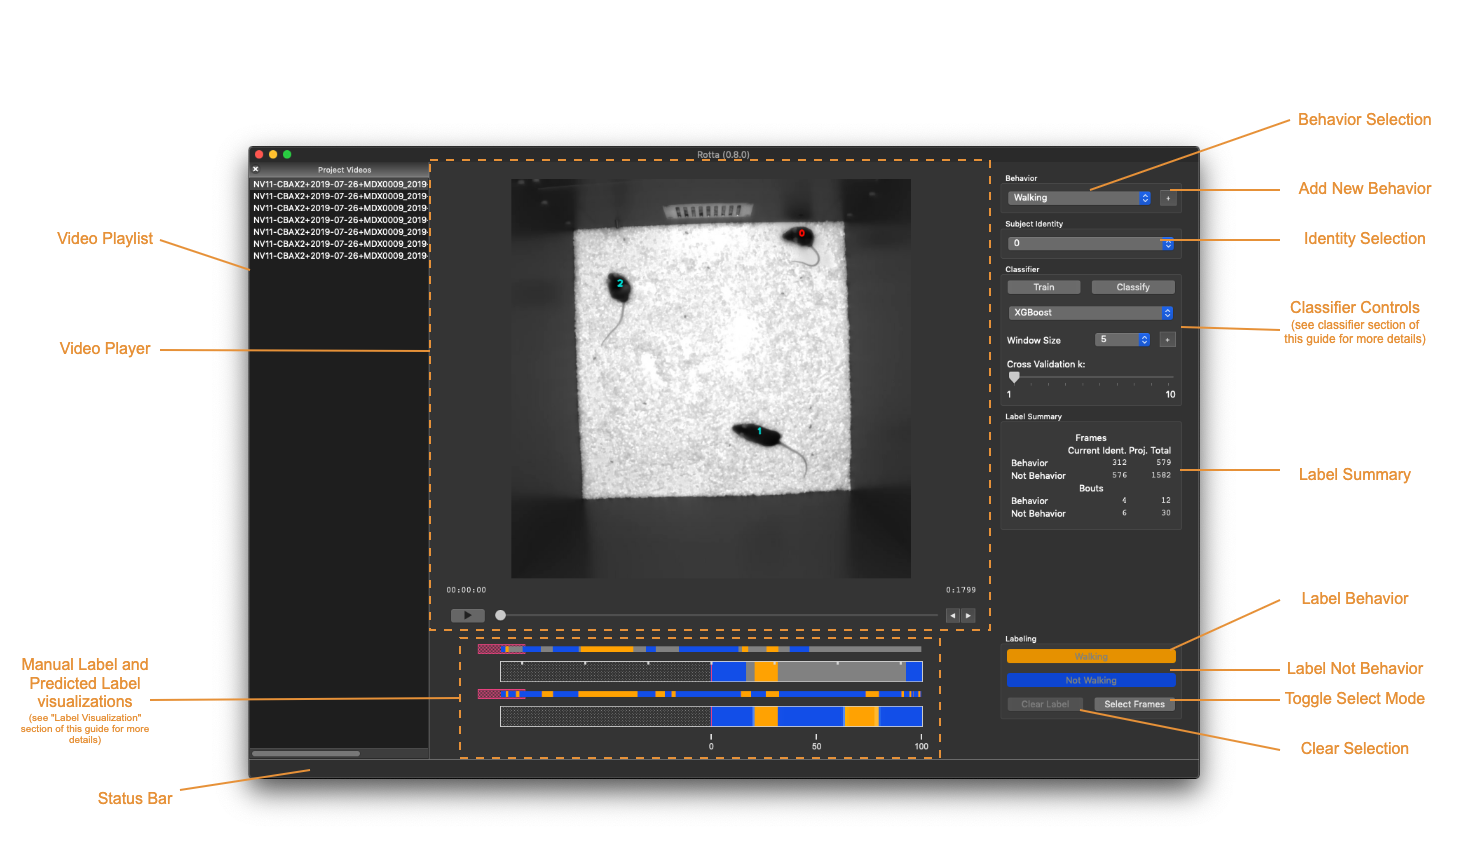 Behavior Selection
Add New Behavior
Identity Selection
Classifier Controls
(see classifier section of
this guide for more details)
Label Summary
Label Behavior
Label Not Behavior
Toggle Select Mode
Clear Selection
Video Playlist
Video Player
Manual Label and
Predicted Label
visualizations
(see "Label Visualization"
section of this guide for more
details)
Status Bar
Rotta (0.8.0)
Project Videos
NV11-CBAX2+2019-07-26+MDX0009_2019-
NV11-CBAX2+2019-07-26+MDX0009_2019-
NV11-CBAX2+2019-07-26+MDX0009_2019-
NV11-CBAX2+2019-07-26+MDX0009_2019-
NV11-CBAX2+2019-07-26+MDX0009_2019-
NV11-CBAX2+2019-07-26+MDX0009_2019-
NV11-CBAX2+2019-07-26+MDX0009_2019-
0
2
1
00:00:00 0:1799
0 50 100
Behavior
Walking +
Subject Identity
0
Classifier
Train Classify
XGBoost
Window Size 5 +
Cross Validation k:
1 10
Label Summary
Frames
Current Ident. Proj. Total
Behavior 312 579
Not Behavior 576 1582
Bouts
Behavior 4 12
Not Behavior 6 30
Labeling
Walking
Not Walking
Clear Label Select Frames